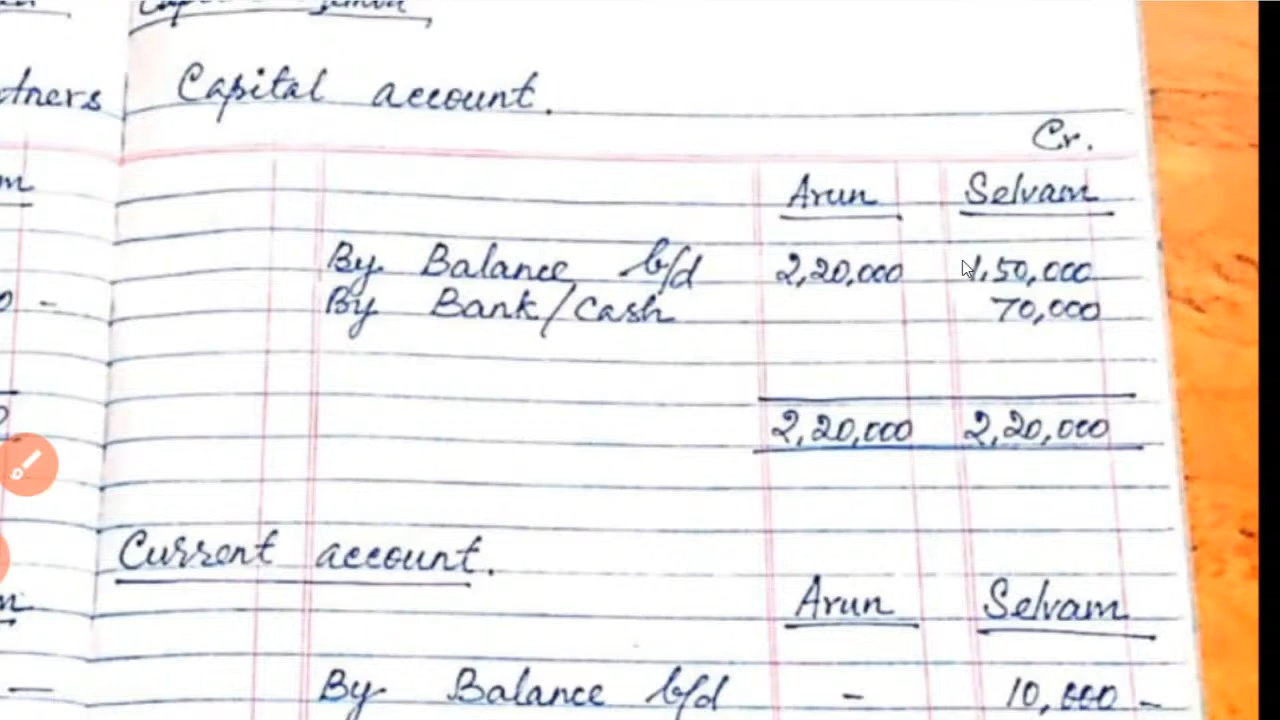 Capital account.
Cr.
Arun Selvam
By Balance b/d 2,20,000 1,50,000
By Bank/Cash 70,000
2,20,000 2,20,000
Current account.
Arun Selvam
By Balance b/d - 10,000 -